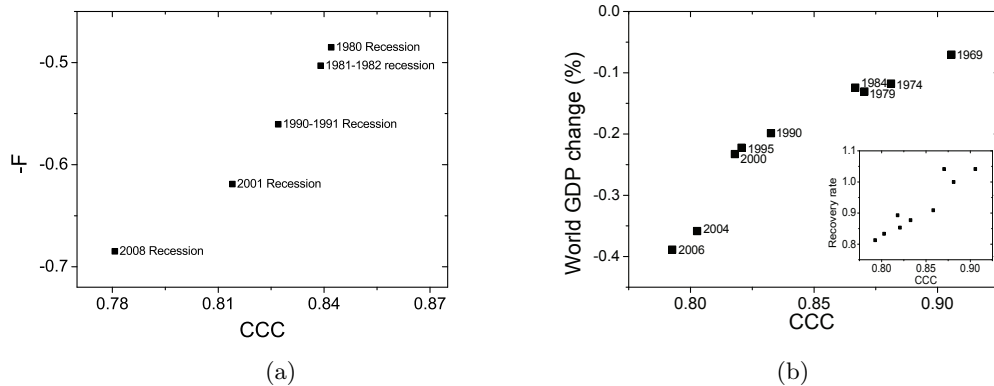 -0.5
-0.6
-0.7
-F
1980 Recession
1981-1982 recession
1990-1991 Recession
2001 Recession
2008 Recession
0.78 0.81 0.84 0.87
CCC
(a)
0.0
-0.1
-0.2
-0.3
-0.4
World GDP change (%)
1969
1984
1974
1979
1990
1995
2000
2004
2006
0.80 0.85 0.90
CCC
1.1
1.0
0.9
0.8
Recovery rate
0.80 0.85 0.90
CCC
(b)